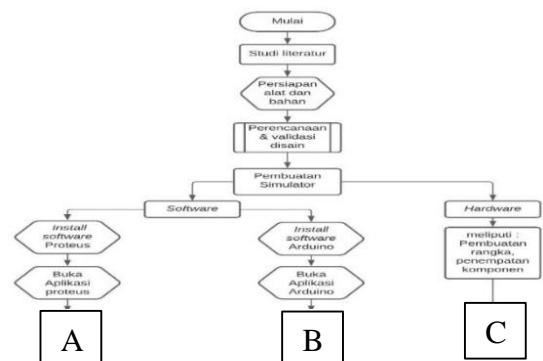 Mulai
Studi literatur
Persiapan
alat dan
bahan
Perencanaan
& validasi
disain
Pembuatan
Simulator
Software
Hardware
Install
software
Proteus
Install
software
Arduino
meliputi :
Pembuatan
rangka,
penempatan
komponen
Buka
Aplikasi
proteus
Buka
Aplikasi
Arduino
A
B
C